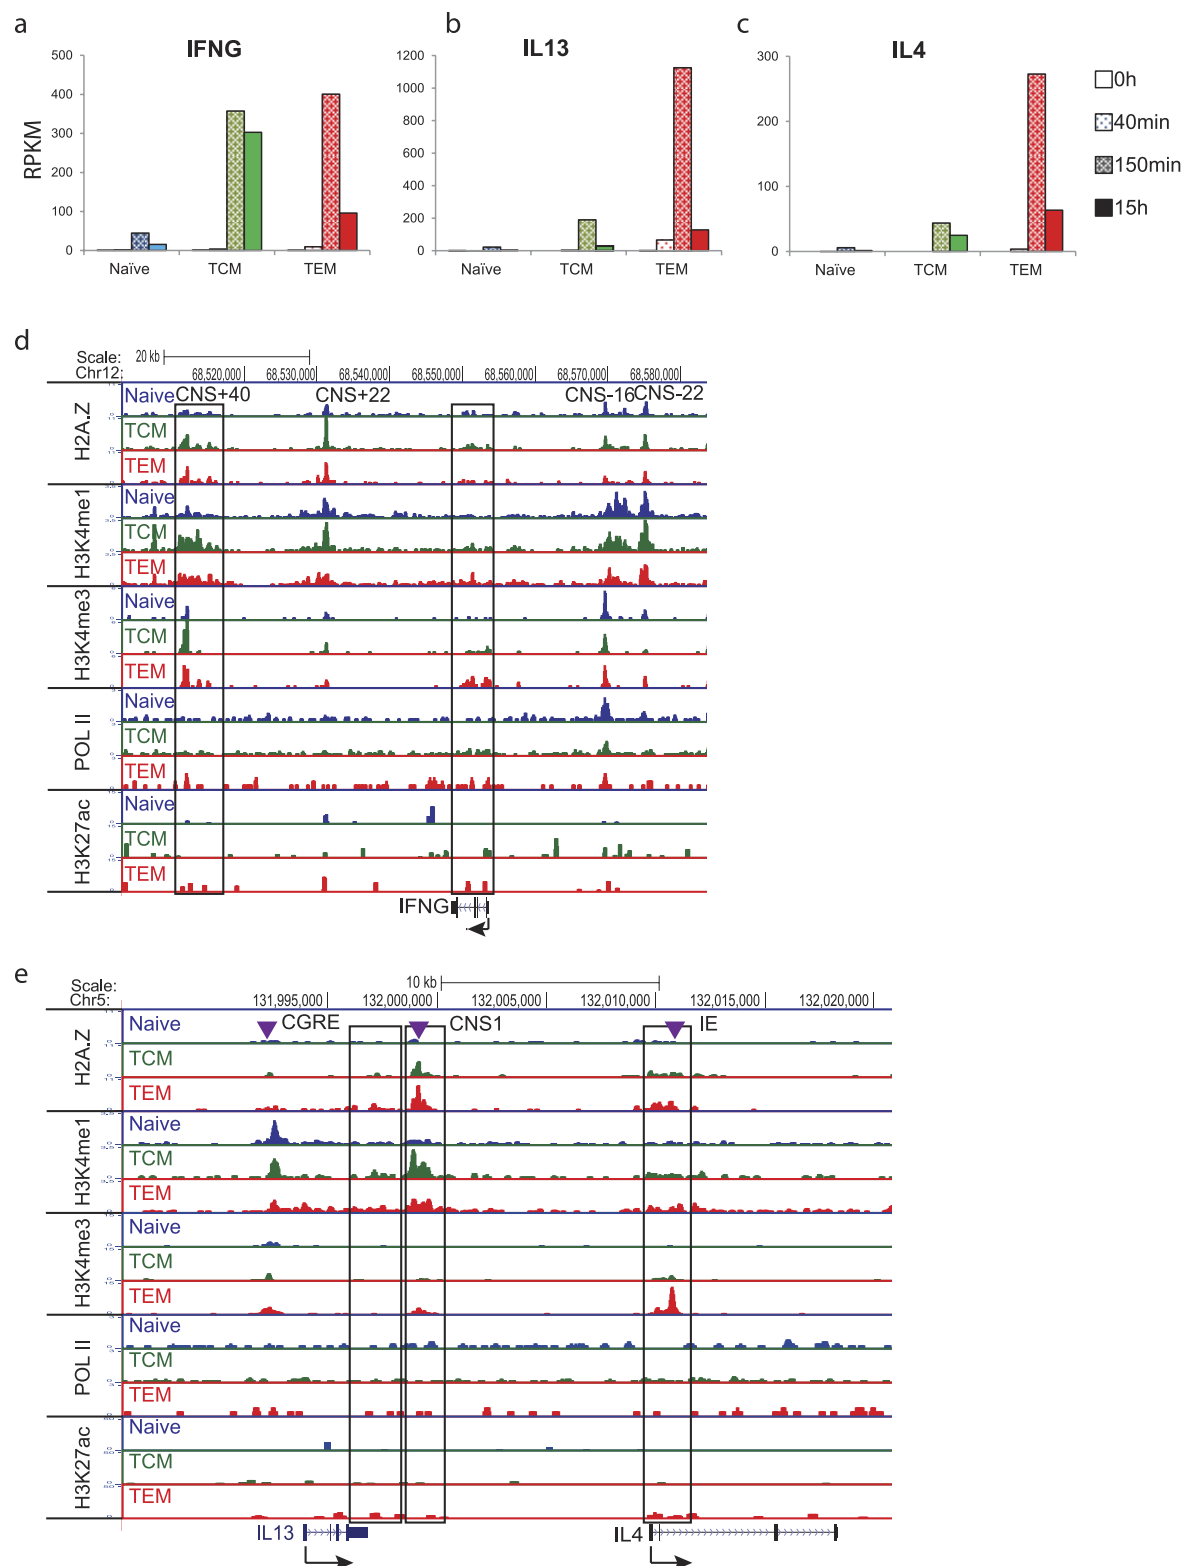 a
b
c
IFNG
IL13
IL4
RPKM
500
400
300
200
100
0
Naïve
TCM
TEM
1200
1000
800
600
400
200
0
Naïve
TCM
TEM
300
200
100
0
Naïve
TCM
TEM
0h
40min
150min
15h
d
Scale:
20 kb
Chr12:
68,520,000
68,530,000
68,540,000
68,550,000
68,560,000
68,570,000
68,580,000
CNS+40
CNS+22
CNS-16
CNS-22
H2A.Z
Naive
TCM
TEM
H3K4me1
Naive
TCM
TEM
H3K4me3
Naive
TCM
TEM
POL II
Naive
TCM
TEM
H3K27ac
Naive
TCM
TEM
IFNG
e
Scale:
10 kb
Chr5:
131,995,000
132,000,000
132,005,000
132,010,000
132,015,000
132,020,000
CGRE
CNS1
IE
H2A.Z
Naive
TCM
TEM
H3K4me1
Naive
TCM
TEM
H3K4me3
Naive
TCM
TEM
POL II
Naive
TCM
TEM
H3K27ac
Naive
TCM
TEM
IL13
IL4